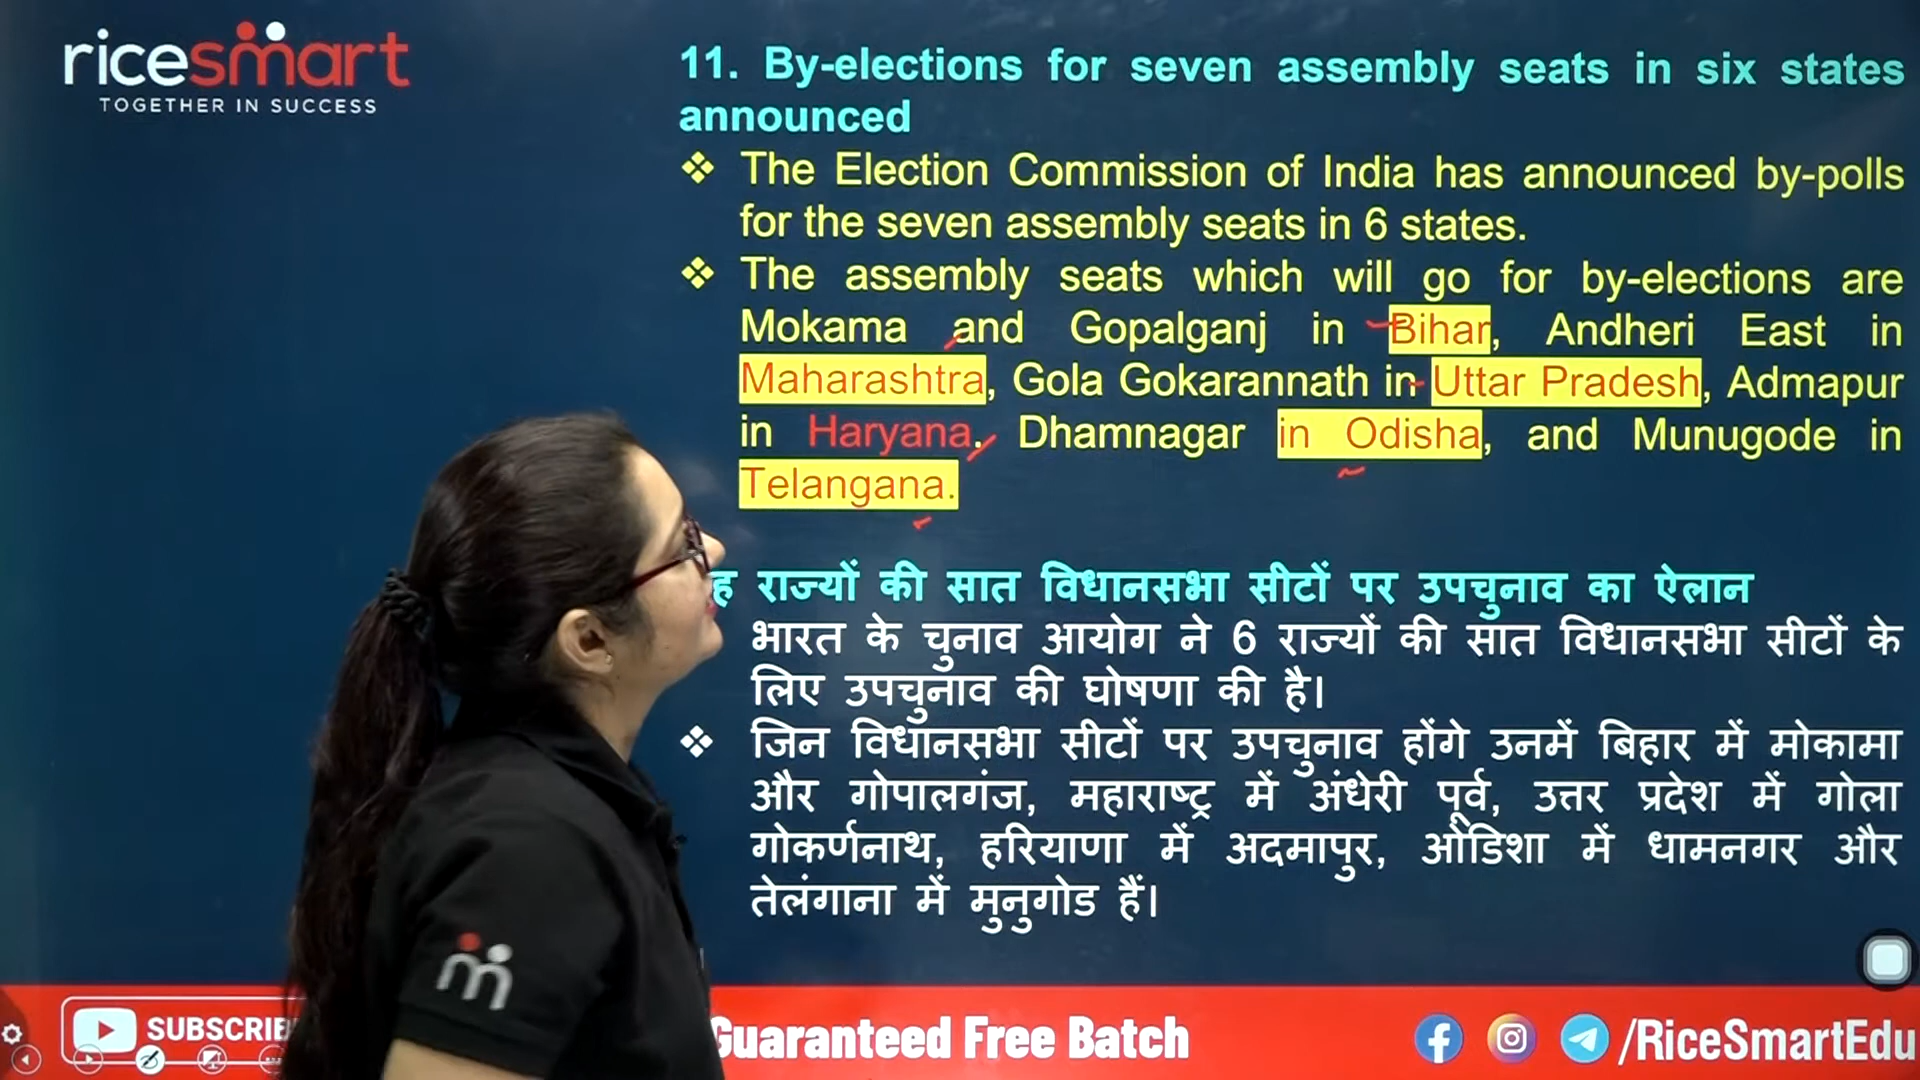 ricesmart
TOGETHER IN SUCCESS
11. By-elections for seven assembly seats in six states
announced
❖ The Election Commission of India has announced by-polls
for the seven assembly seats in 6 states.
❖ The assembly seats which will go for by-elections are
Mokama and Gopalganj in Bihar, Andheri East in
Maharashtra, Gola Gokarannath in Uttar Pradesh, Admapur
in Haryana, Dhamnagar in Odisha, and Munugode in
Telangana.
राज्यों की सात विधानसभा सीटों पर उपचुनाव का ऐलान
भारत के चुनाव आयोग ने 6 राज्यों की सात विधानसभा सीटों के
लिए उपचुनाव की घोषणा की है।
❖ जिन विधानसभा सीटों पर उपचुनाव होंगे उनमें बिहार में मोकामा
और गोपालगंज, महाराष्ट्र में अंधेरी पूर्व, उत्तर प्रदेश में गोला
गोकर्णनाथ, हरियाणा में अदमापुर, ओडिशा में धामनगर और
तेलंगाना में मुनुगोड हैं।
Guaranteed Free Batch
/RiceSmartEdu